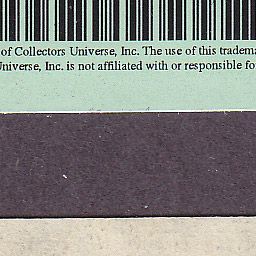 of Collectors Universe, Inc. The use of this
Universe, Inc. is not affiliated with or responsible